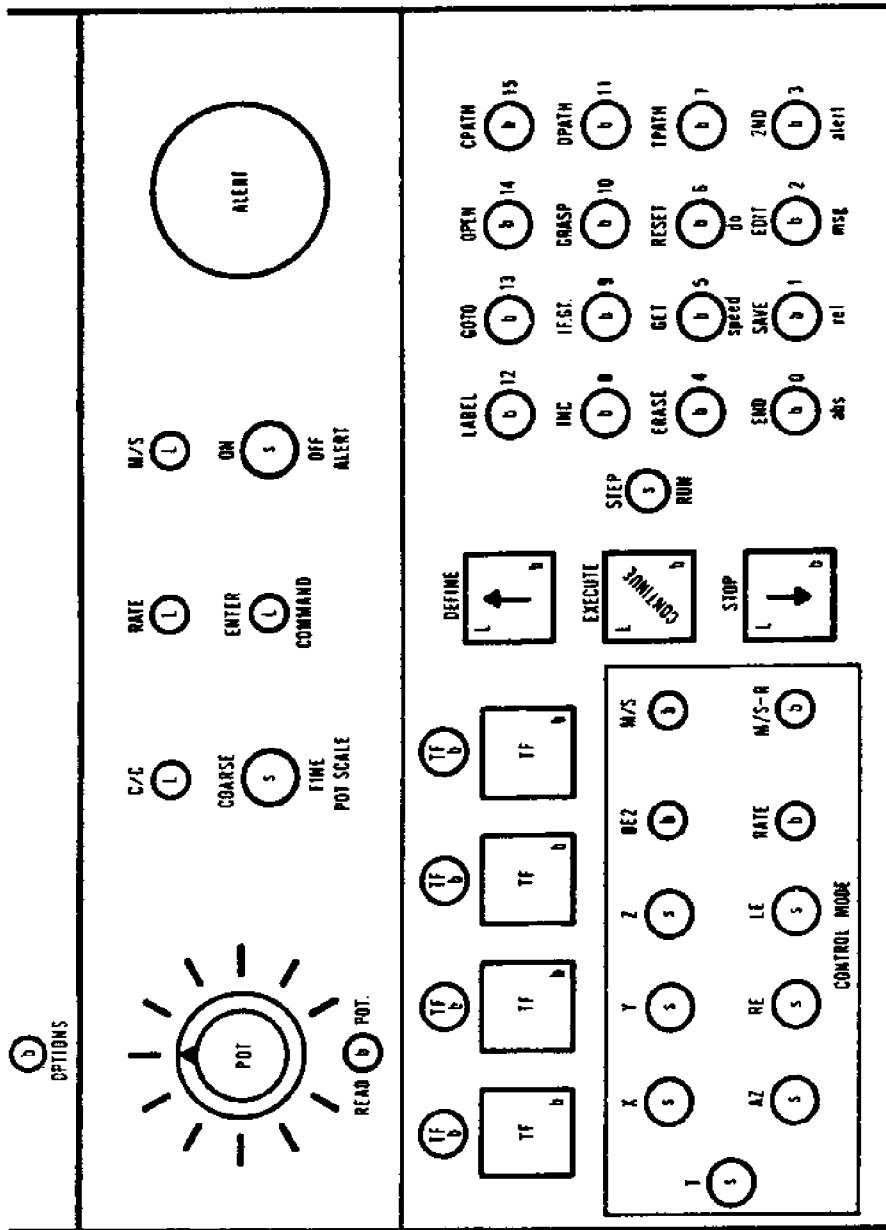 b
OPTIONS
C/C RATE M/S
L L L
COARSE ENTER ON
POT ALERT
s L s
FINE COMMAND OFF
POT SCALE ALERT
READ b POT.
TF TF TF TF
b b b b
DEFINE
L b
LABEL GOTO OPEN CPATH
b 12 b 13 b 14 b 15
TF b TF b TF b TF b
INC IF.GT. GRASP DPATH
b 8 b 9 b 10 b 11
EXECUTE
L CONTINUE b
STEP
s
RUN
ERASE GET RESET TPATH
b 4 b 5 b 6 b 7
speed do
X Y Z DE2 M/S
s s s b b
T
s
STOP
L b
END SAVE EDIT 2ND
b 0 b 1 b 2 b 3
abs rel msg alert
AZ RE LE RATE M/S-R
s s s b b
CONTROL MODE